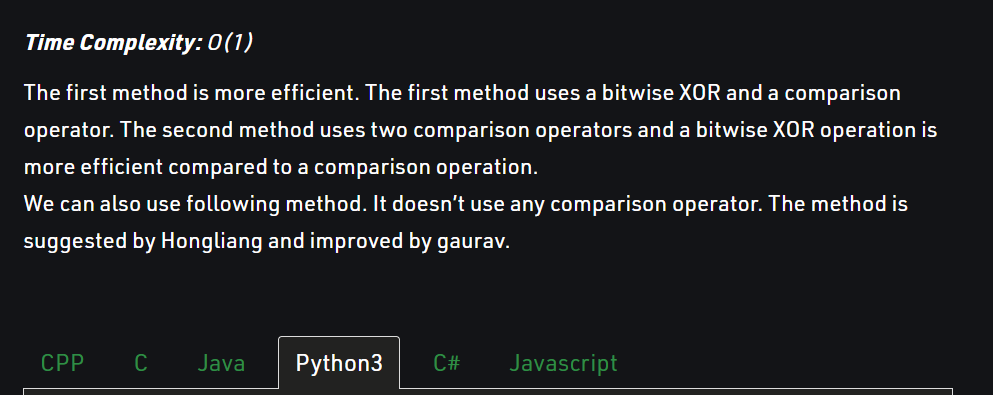 Time Complexity: O(1)
The first method is more efficient. The first method uses a bitwise XOR and a comparison
operator. The second method uses two comparison operators and a bitwise XOR operation is
more efficient compared to a comparison operation.
We can also use following method. It doesn’t use any comparison operator. The method is
suggested by Hongliang and improved by gaurav.
CPP C Java Python3 C# Javascript